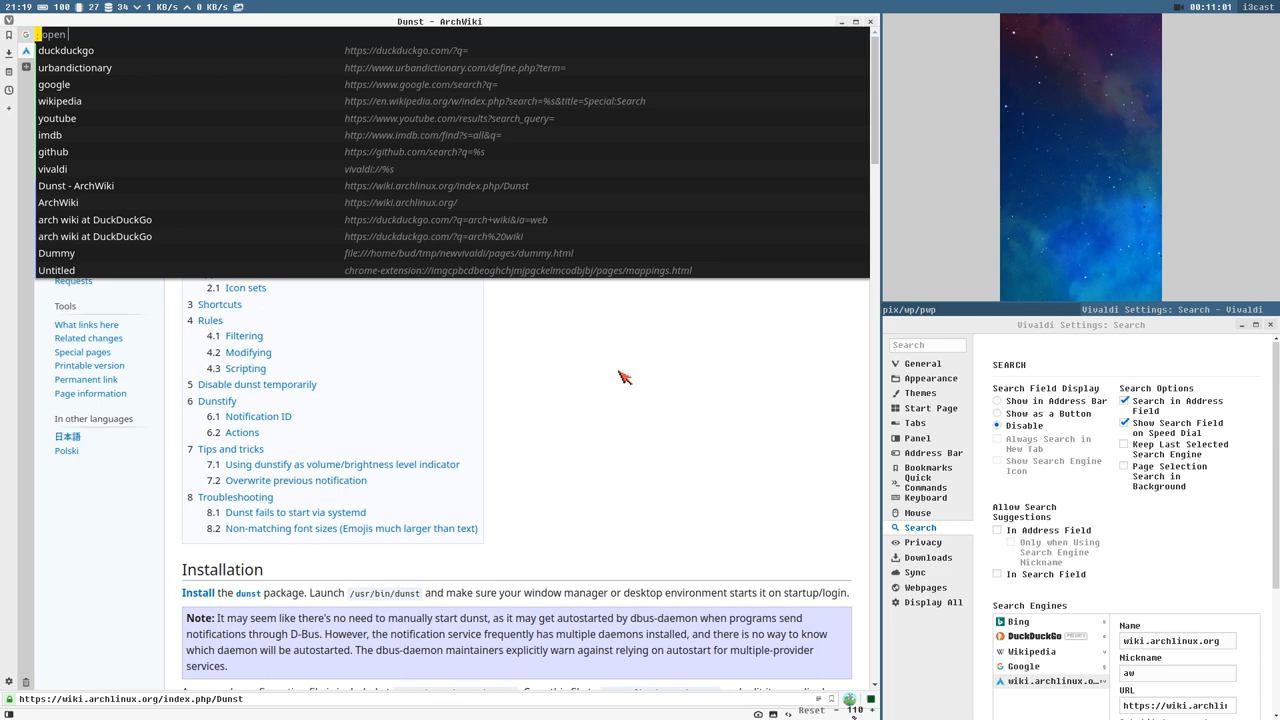 21:19 100 27 34 1 KB/s 0 KB/s
00:11:01 i3cast
Dunst - ArchWiki
:open
duckduckgo https://duckduckgo.com/?q=
urbandictionary http://www.urbandictionary.com/define.php?term=
google https://www.google.com/search?q=
wikipedia https://en.wikipedia.org/w/index.php?search=%s&title=Special:Search
youtube https://www.youtube.com/results?search_query=
imdb http://www.imdb.com/find?s=all&q=
github https://github.com/search?q=%s
vivaldi vivaldi://%s
Dunst - ArchWiki https://wiki.archlinux.org/index.php/Dunst
ArchWiki https://wiki.archlinux.org/
arch wiki at DuckDuckGo https://duckduckgo.com/?q=arch+wiki&ia=web
arch wiki at DuckDuckGo https://duckduckgo.com/?q=arch%20wiki
Dummy file:///home/bud/tmp/newvivaldi/pages/dummy.html
Untitled chrome-extension://imgcpbcdbeoghchjmjpgckelmcodbjbj/pages/mappings.html
Requests
Tools
What links here
Related changes
Special pages
Printable version
Permanent link
Page information
In other languages
日本語
Polski
2.1 Icon sets
3 Shortcuts
4 Rules
4.1 Filtering
4.2 Modifying
4.3 Scripting
5 Disable dunst temporarily
6 Dunstify
6.1 Notification ID
6.2 Actions
7 Tips and tricks
7.1 Using dunstify as volume/brightness level indicator
7.2 Overwrite previous notification
8 Troubleshooting
8.1 Dunst fails to start via systemd
8.2 Non-matching font sizes (Emojis much larger than text)
Installation
Install the dunst package. Launch /usr/bin/dunst and make sure your window manager or desktop environment starts it on startup/login.
Note: It may seem like there's no need to manually start dunst, as it may get autostarted by dbus-daemon when programs send
notifications through D-Bus. However, the notification service frequently has multiple daemons installed, and there is no way to know
which daemon will be autostarted. The dbus-daemon maintainers explicitly warn against relying on autostart for multiple-provider
services.
https://wiki.archlinux.org/index.php/Dunst
Reset - 110 +
pix/wp/pwp
Vivaldi Settings: Search - Vivaldi
Vivaldi Settings: Search
Search
General
Appearance
Themes
Start Page
Tabs
Panel
Address Bar
Bookmarks
Quick
Commands
Keyboard
Mouse
Search
Privacy
Downloads
Sync
Webpages
Display All
SEARCH
Search Field Display
Show in Address Bar
Show as a Button
Disable
Always Search in
New Tab
Show Search Engine
Icon
Search Options
Search in Address
Field
Show Search Field
on Speed Dial
Keep Last Selected
Search Engine
Page Selection
Search in
Background
Allow Search
Suggestions
In Address Field
Only when Using
Search Engine
Nickname
In Search Field
Search Engines
Bing
DuckDuckGo
Wikipedia
Google
wiki.archlinux.o…
Name
wiki.archlinux.org
Nickname
aw
URL
https://wiki.archli